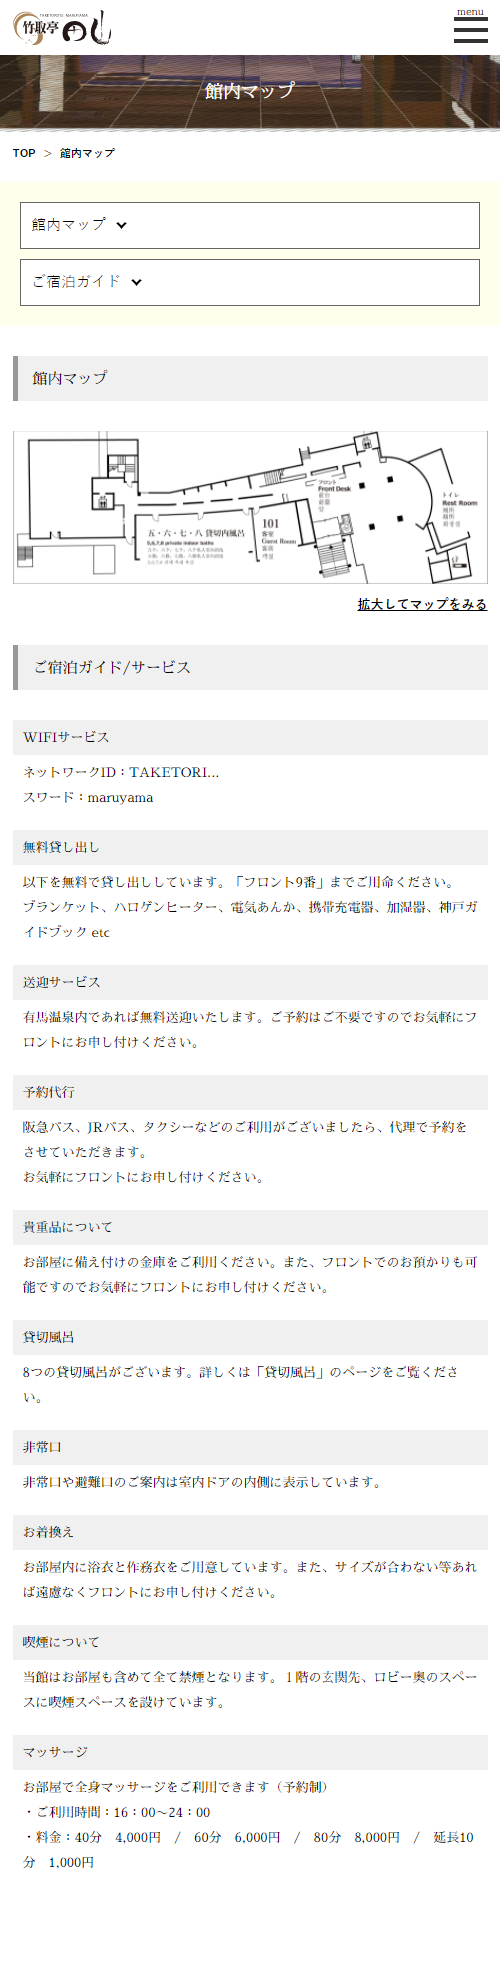 TAKETORITEI MARUYAMA
竹取亭
menu
館内マップ
TOP ＞ 館内マップ
館内マップ
ご宿泊ガイド
館内マップ
五・六・七・八 貸切内風呂
5,6,7,8 private indoor baths
101
客室
Guest Room
客房
객실
フロント
Front Desk
前台
トイレ
Rest Room
拡大してマップをみる
ご宿泊ガイド/サービス
WIFIサービス
ネットワークID：TAKETORI...
スワード：maruyama
無料貸し出し
以下を無料で貸し出ししています。「フロント9番」までご用命ください。
ブランケット、ハロゲンヒーター、電気あんか、携帯充電器、加湿器、神戸ガ
イドブック etc
送迎サービス
有馬温泉内であれば無料送迎いたします。ご予約はご不要ですのでお気軽にフ
ロントにお申し付けください。
予約代行
阪急バス、JRバス、タクシーなどのご利用がございましたら、代理で予約を
させていただきます。
お気軽にフロントにお申し付けください。
貴重品について
お部屋に備え付けの金庫をご利用ください。また、フロントでのお預かりも可
能ですのでお気軽にフロントにお申し付けください。
貸切風呂
8つの貸切風呂がございます。詳しくは「貸切風呂」のページをご覧くださ
い。
非常口
非常口や避難口のご案内は室内ドアの内側に表示しています。
お着換え
お部屋内に浴衣と作務衣をご用意しています。また、サイズが合わない等あれ
ば遠慮なくフロントにお申し付けください。
喫煙について
当館はお部屋も含めて全て禁煙となります。１階の玄関先、ロビー奥のスペー
スに喫煙スペースを設けています。
マッサージ
お部屋で全身マッサージをご利用できます（予約制）
・ご利用時間：16：00〜24：00
・料金：40分　4,000円　/　60分　6,000円　/　80分　8,000円　/　延長10
分　1,000円